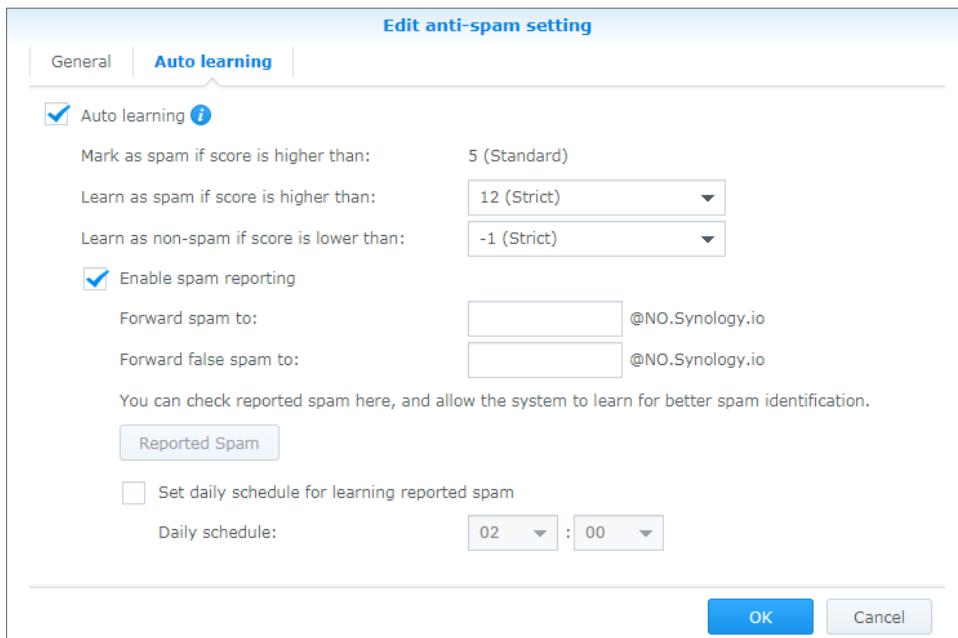 Edit anti-spam setting
General Auto learning
Auto learning
Mark as spam if score is higher than: 5 (Standard)
Learn as spam if score is higher than: 12 (Strict)
Learn as non-spam if score is lower than: -1 (Strict)
Enable spam reporting
Forward spam to: @NO.Synology.io
Forward false spam to: @NO.Synology.io
You can check reported spam here, and allow the system to learn for better spam identification.
Reported Spam
Set daily schedule for learning reported spam
Daily schedule: 02 : 00
OK Cancel